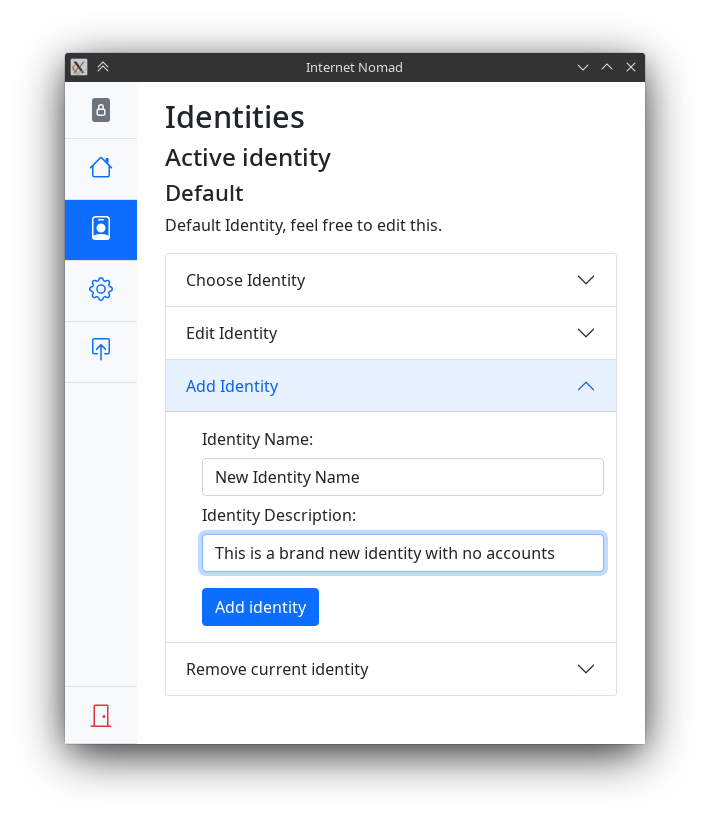 Internet Nomad
Identities
Active identity
Default
Default Identity, feel free to edit this.
Choose Identity
Edit Identity
Add Identity
Identity Name:
New Identity Name
Identity Description:
This is a brand new identity with no accounts
Add identity
Remove current identity